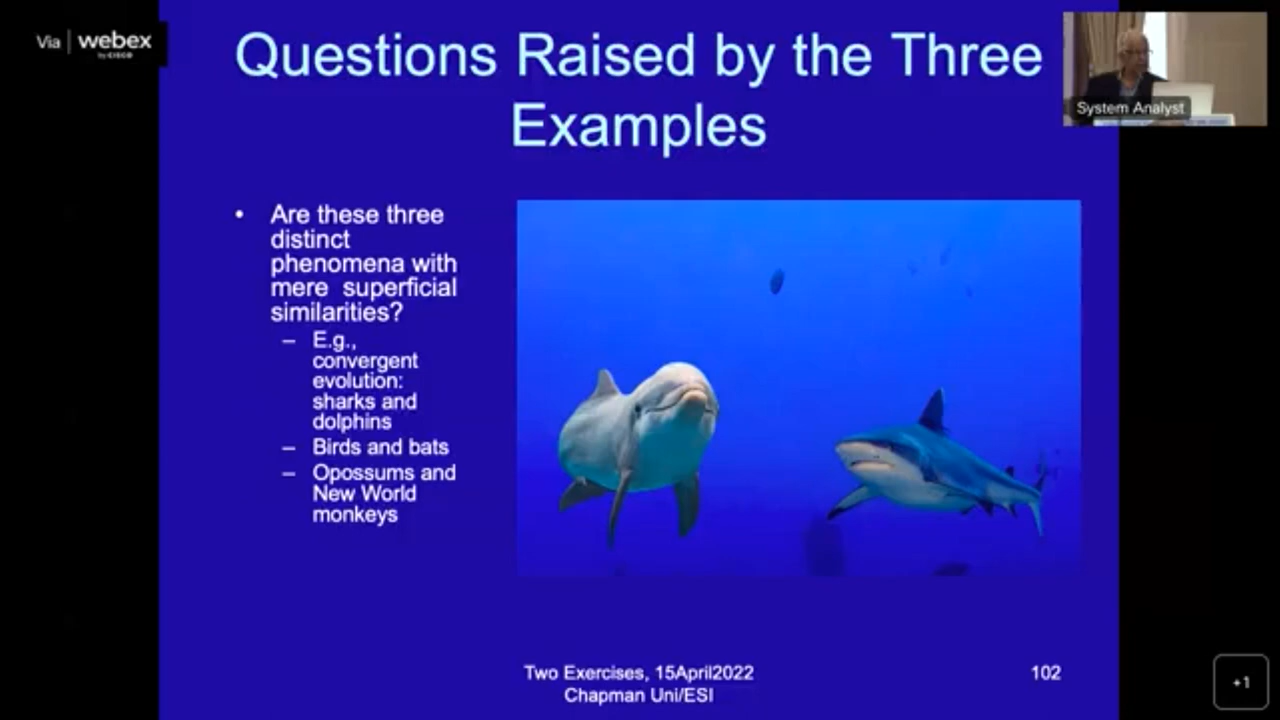 Via | webex
by CISCO
Questions Raised by the Three
Examples
System Analyst
• Are these three
distinct
phenomena with
mere superficial
similarities?
– E.g.,
convergent
evolution:
sharks and
dolphins
– Birds and bats
– Opossums and
New World
monkeys
Two Exercises, 15April2022
Chapman Uni/ESI
102
+1